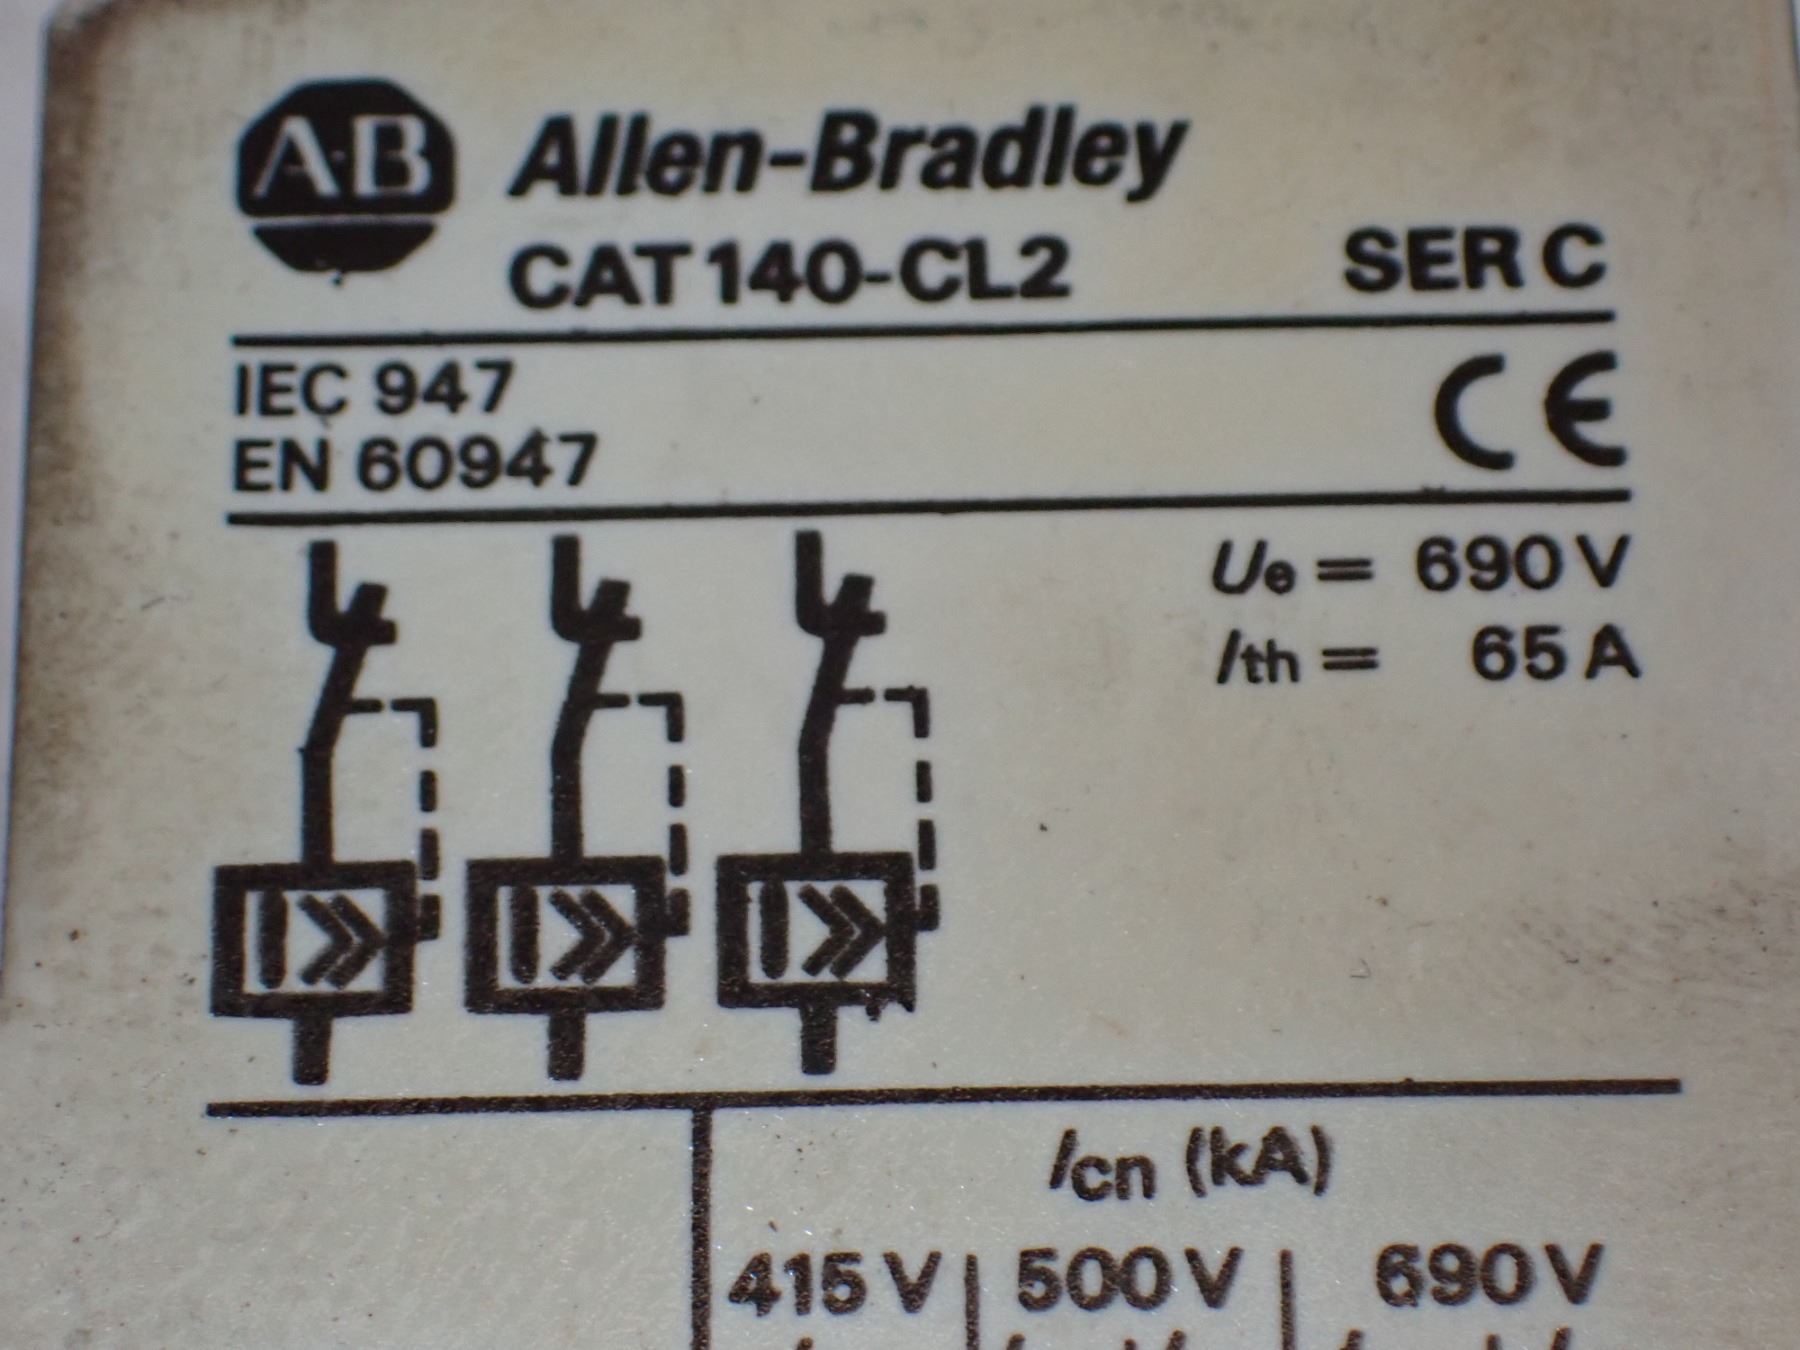 A-B Allen-Bradley
CAT 140-CL2 SER C
IEC 947
EN 60947
CE
Ue = 690 V
Ith = 65 A
I>> I>> I>>
Icn (kA)
415 V | 500 V | 690 V